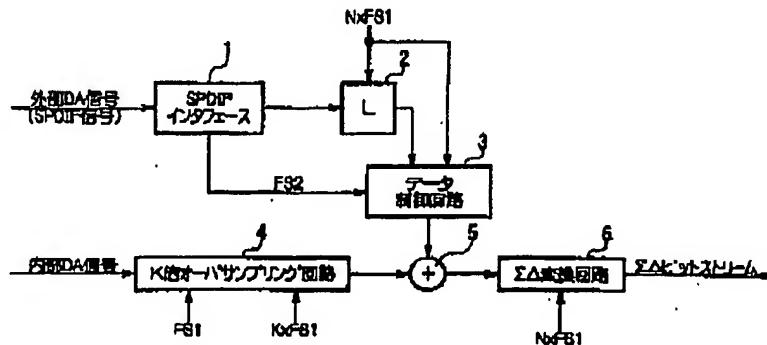 NxFS1
1
2
外部DA信号
(SPDIF信号)
SPDIF
インタフェース
L
3
FS2
データ
制御回路
4
5
6
内部DA信号
K倍オーバサンプリング回路
+
ΣΔ変換回路
ΣΔビットストリーム
FS1
KxFS1
NxFS1